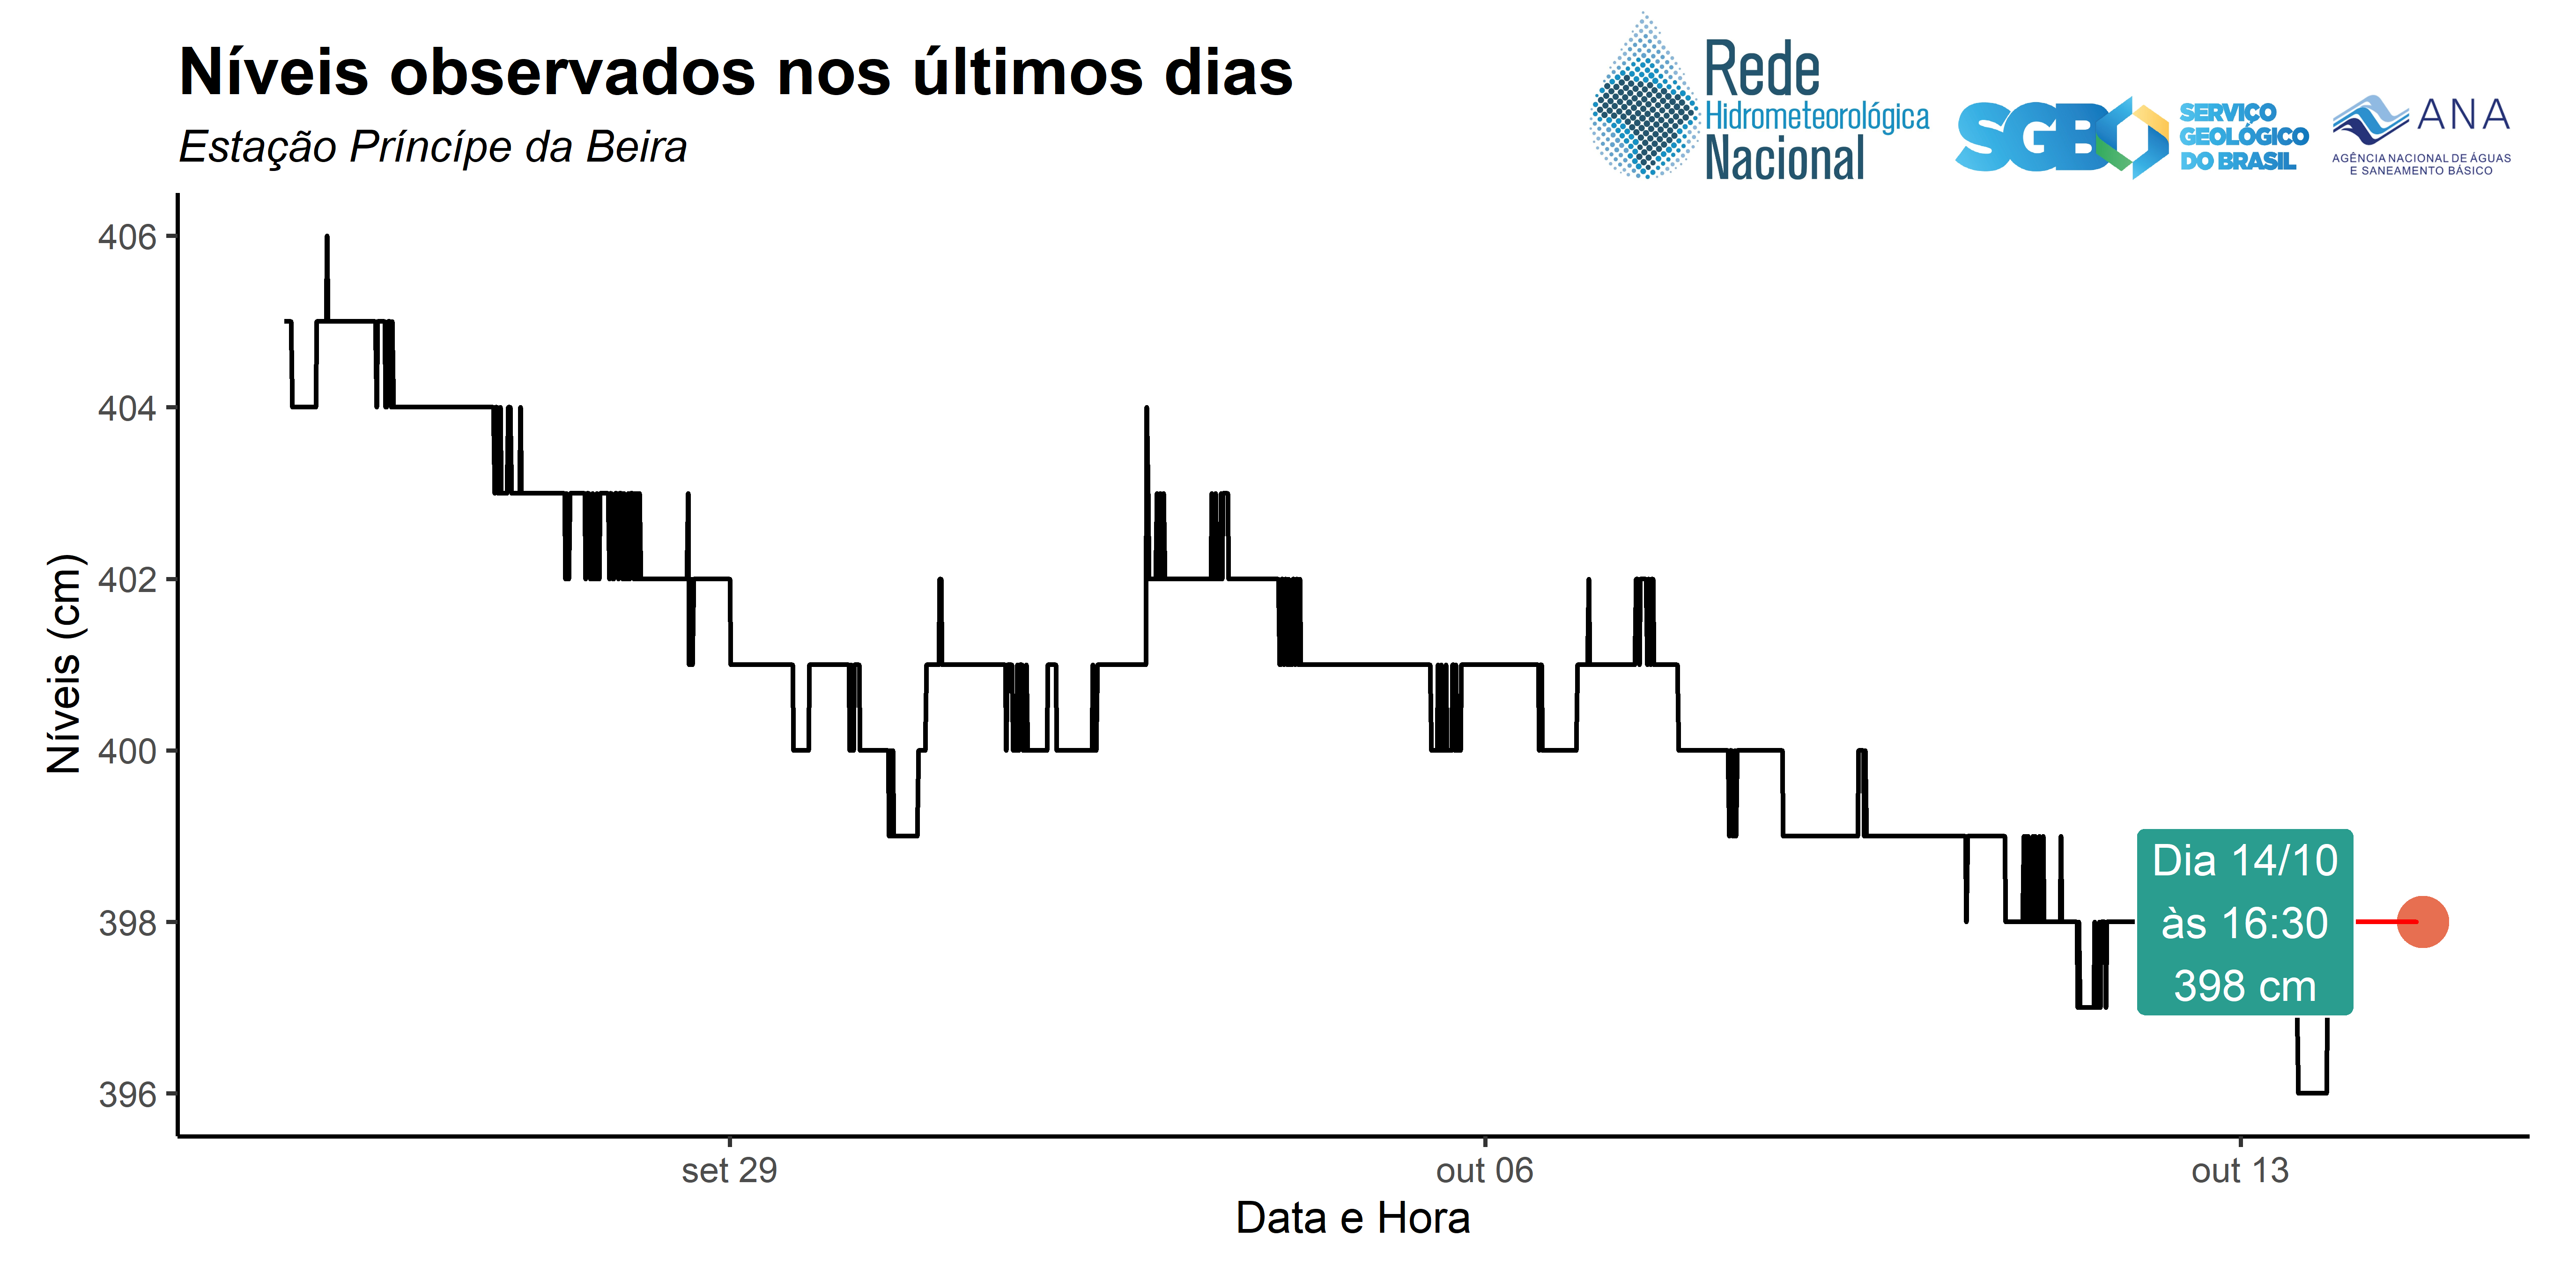 Níveis observados nos últimos dias
Estação Príncípe da Beira
Rede
Hidrometeorológica
Nacional
SGB
SERVIÇO
GEOLÓGICO
DO BRASIL
ANA
AGÊNCIA NACIONAL DE ÁGUAS
E SANEAMENTO BÁSICO
Níveis (cm)
406
404
402
400
398
396
Dia 14/10
às 16:30
398 cm
set 29
out 06
out 13
Data e Hora